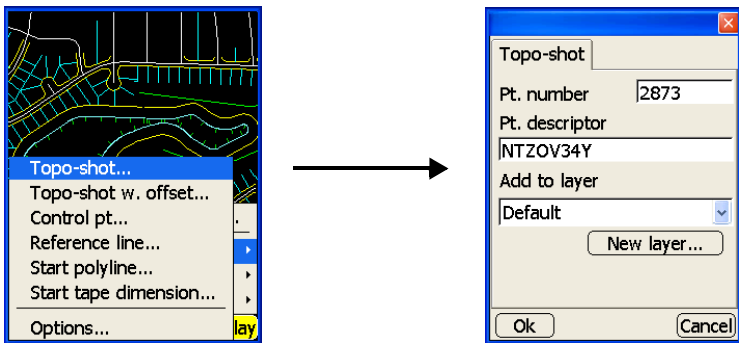 Topo-shot...
Topo-shot w. offset...
Control pt...
Reference line...
Start polyline...
Start tape dimension...
Options...
lay
Topo-shot
Pt. number 2873
Pt. descriptor
NTZOV34Y
Add to layer
Default
New layer...
Ok Cancel